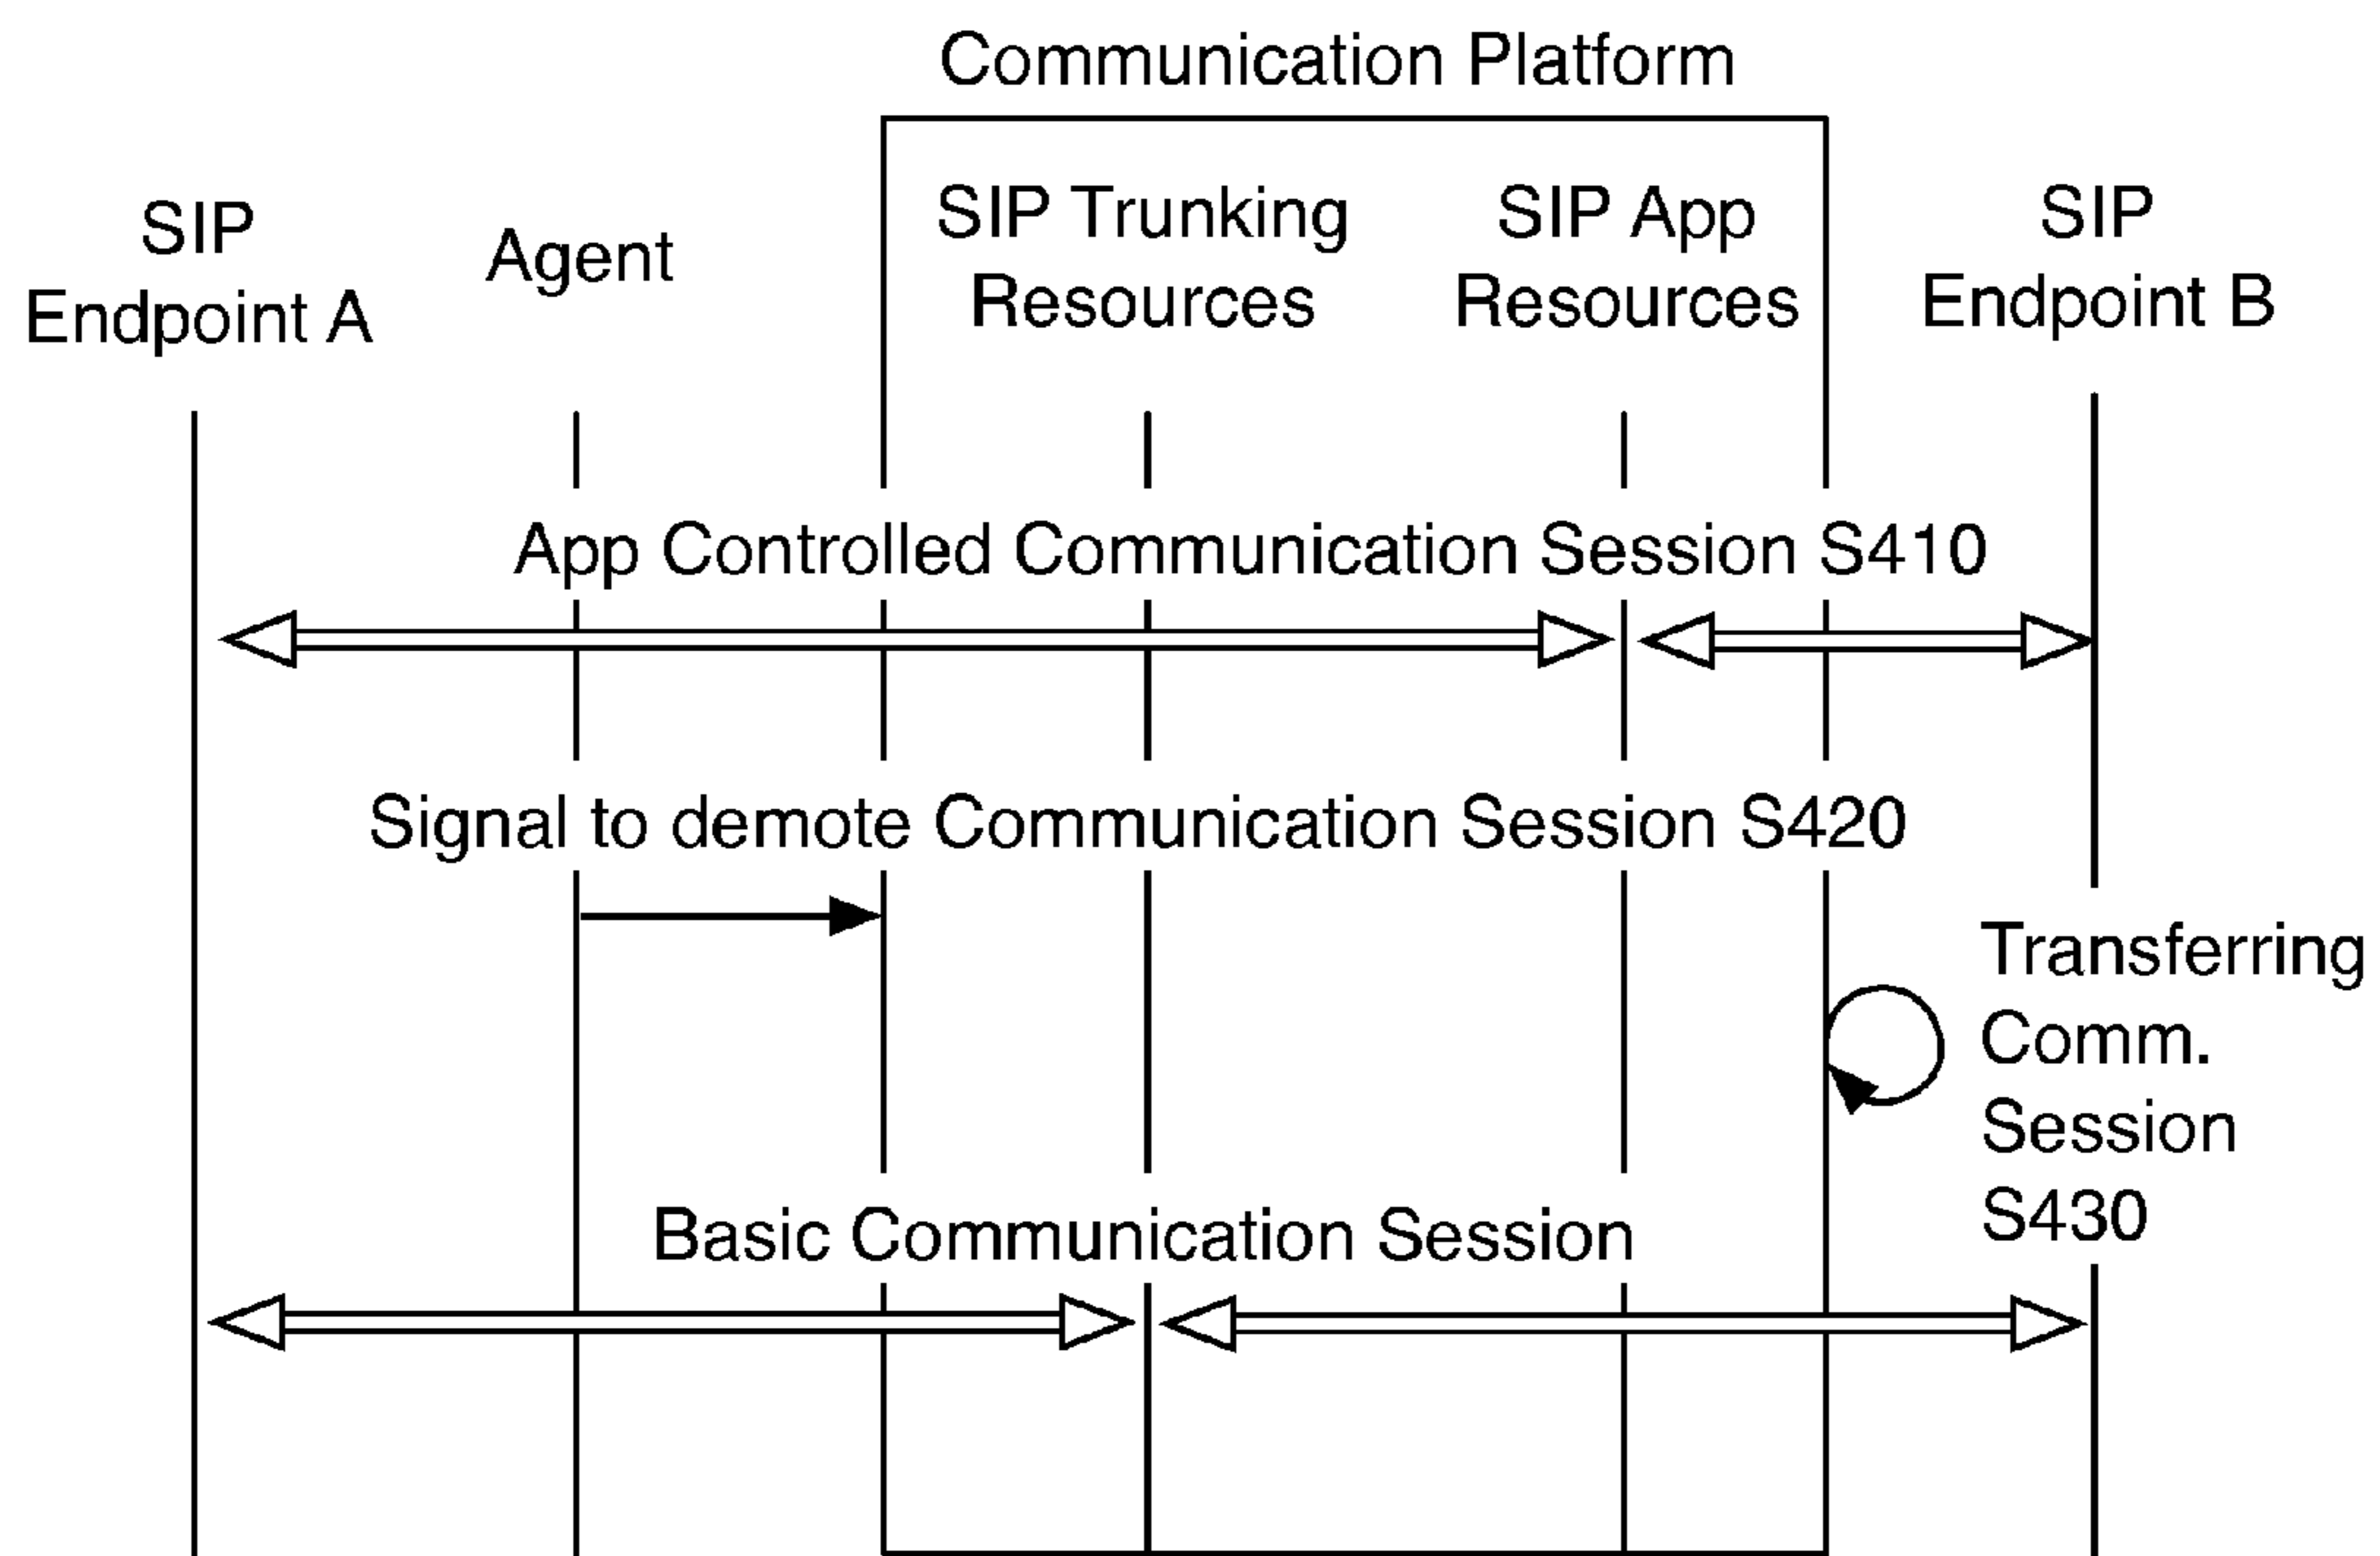 Communication Platform
SIP
Endpoint A
Agent
SIP Trunking
Resources
SIP App
Resources
SIP
Endpoint B
App Controlled Communication Session S410
Signal to demote Communication Session S420
Transferring
Comm.
Session
S430
Basic Communication Session